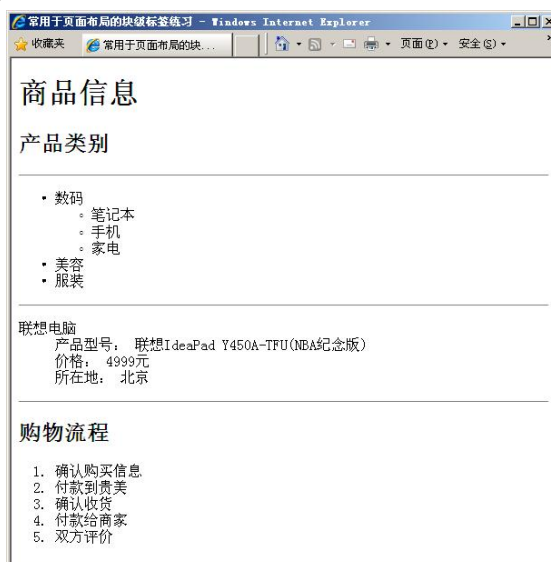 常用于页面布局的块级标签练习 - Windows Internet Explorer
收藏夹 常用于页面布局的块... 页面(P) 安全(S)
商品信息
产品类别
数码
笔记本
手机
家电
美容
服装
联想电脑
产品型号: 联想IdeaPad Y450A-TFU(NBA纪念版)
价格: 4999元
所在地: 北京
购物流程
1. 确认购买信息
2. 付款到贵美
3. 确认收货
4. 付款给商家
5. 双方评价